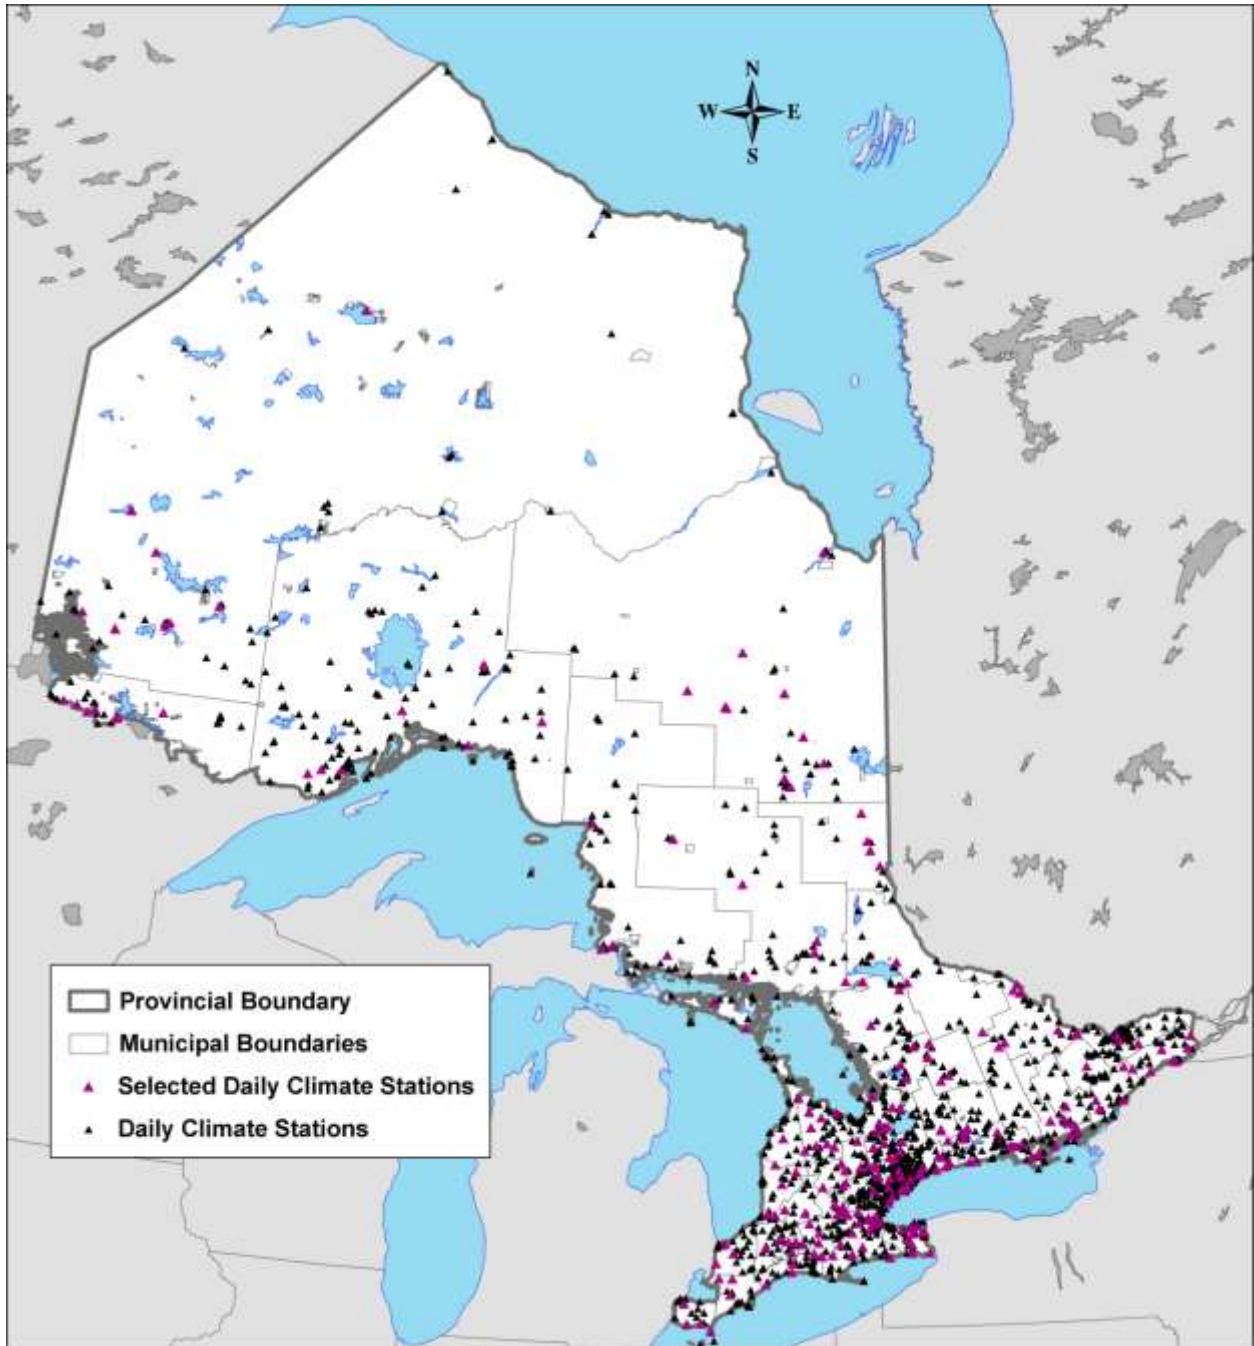 N
W E
S
Provincial Boundary
Municipal Boundaries
Selected Daily Climate Stations
Daily Climate Stations